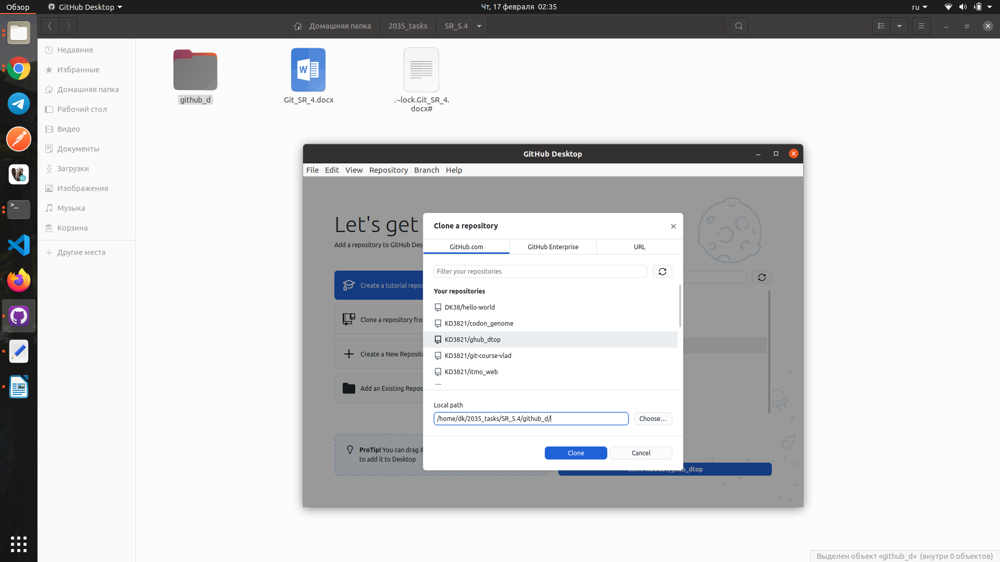 Обзор
GitHub Desktop
Чт, 17 февраля 02:35
ru
Домашняя папка
2035_tasks
SR_5.4
Недавние
Избранные
Домашняя папка
Рабочий стол
Видео
Документы
Загрузки
Изображения
Музыка
Корзина
Другие места
github_d
Git_SR_4.docx
.~lock.Git_SR_4.
docx#
GitHub Desktop
File Edit View Repository Branch Help
Let's get
Add a repository to GitHub Des
Create a tutorial repos
Clone a repository fro
Create a New Reposito
Add an Existing Repos
ProTip! You can drag &
to add it to Desktop
Clone a repository
GitHub.com
GitHub Enterprise
URL
Filter your repositories
Your repositories
DK38/hello-world
KD3821/codon_genome
KD3821/ghub_dtop
KD3821/git-course-vlad
KD3821/itmo_web
Local path
/home/dk/2035_tasks/SR_5.4/github_d/
Choose...
Clone
Cancel
Clone KD3821/ghub_dtop
Выделен объект «github_d» (внутри 0 объектов)